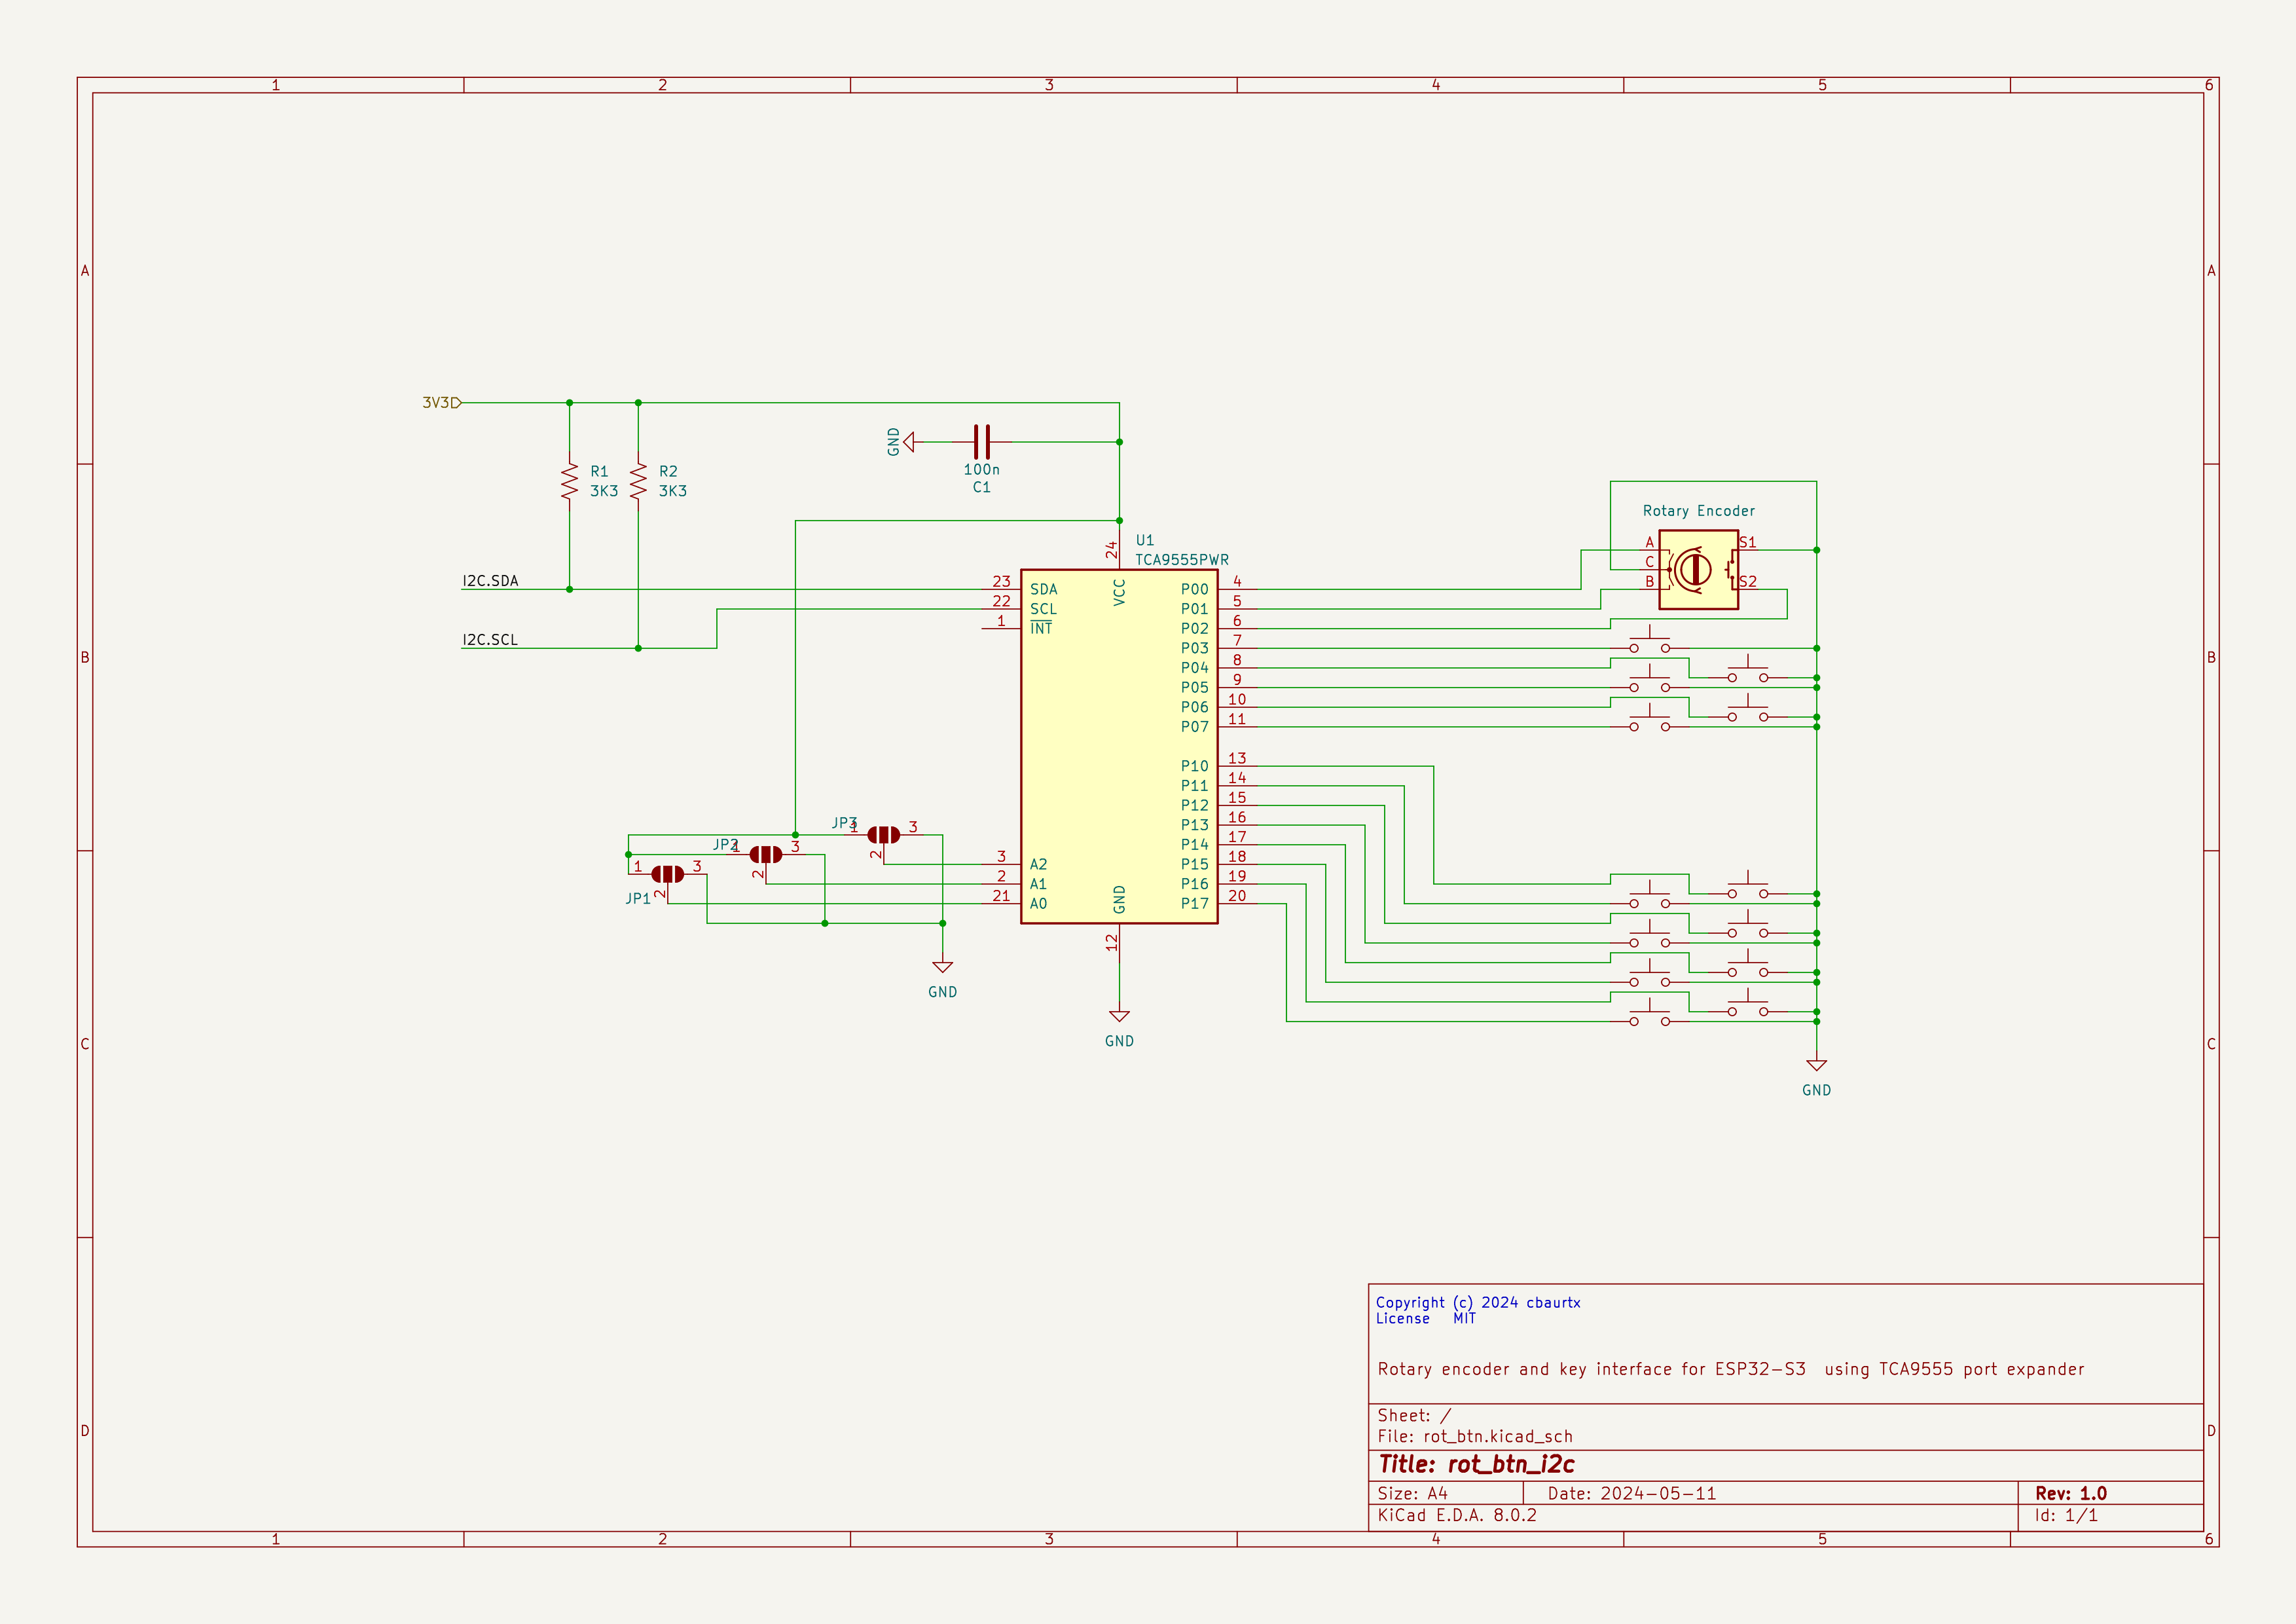 1 2 3 4 5 6
A A
3V3
GND
100n
C1
R1
3K3
R2
3K3
Rotary Encoder
A
C
B
S1
S2
I2C.SDA
I2C.SCL
U1
TCA9555PWR
24
VCC
23 SDA
22 SCL
1 INT
P00 4
P01 5
P02 6
P03 7
P04 8
P05 9
P06 10
P07 11
B B
P10 13
P11 14
P12 15
P13 16
P14 17
P15 18
P16 19
P17 20
JP3
1 3
2
JP2
1 3
2
1 3
2
JP1
3 A2
2 A1
21 A0
GND
12
GND
GND
GND
C C
Copyright (c) 2024 cbaurtx
License MIT
Rotary encoder and key interface for ESP32-S3 using TCA9555 port expander
Sheet: /
File: rot_btn.kicad_sch
D D
Title: rot_btn_i2c
Size: A4 Date: 2024-05-11 Rev: 1.0
KiCad E.D.A. 8.0.2 Id: 1/1
1 2 3 4 5 6